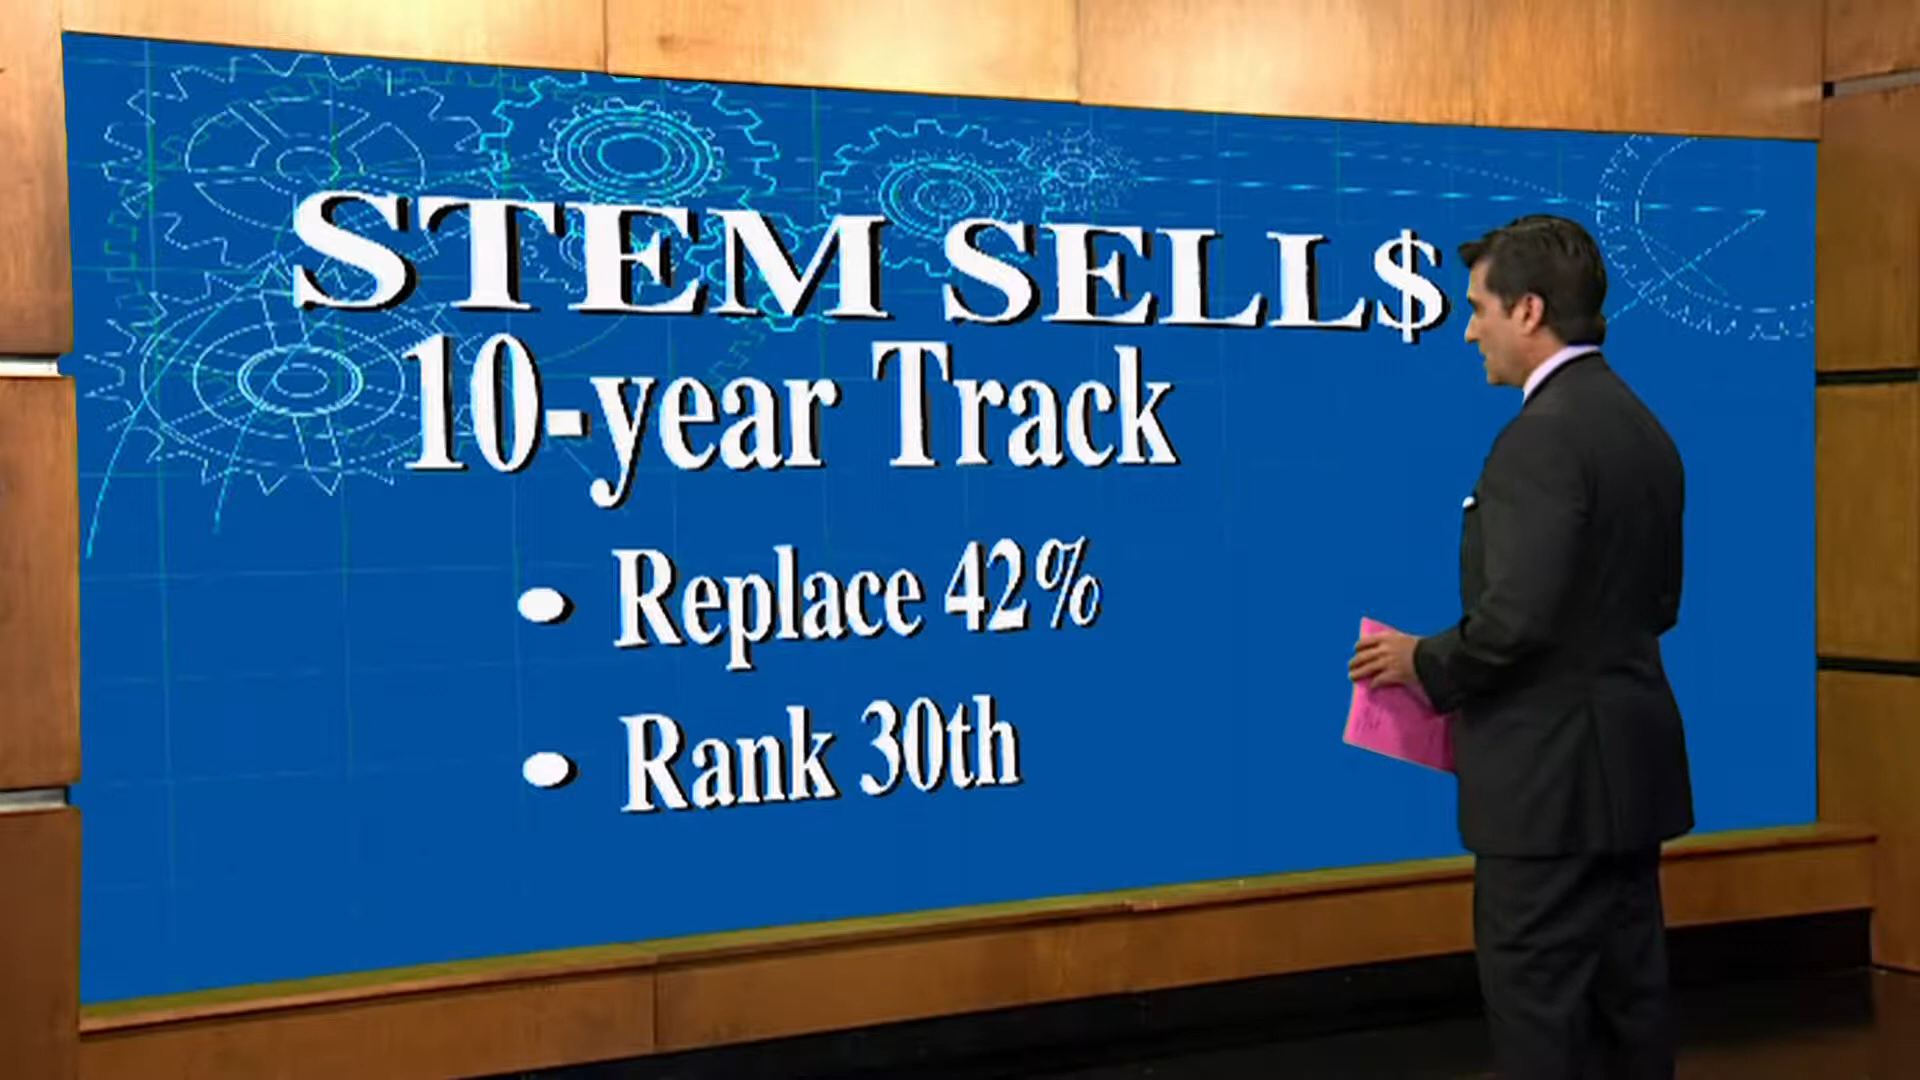 STEM SELL$
10-year Track
• Replace 42%
• Rank 30th